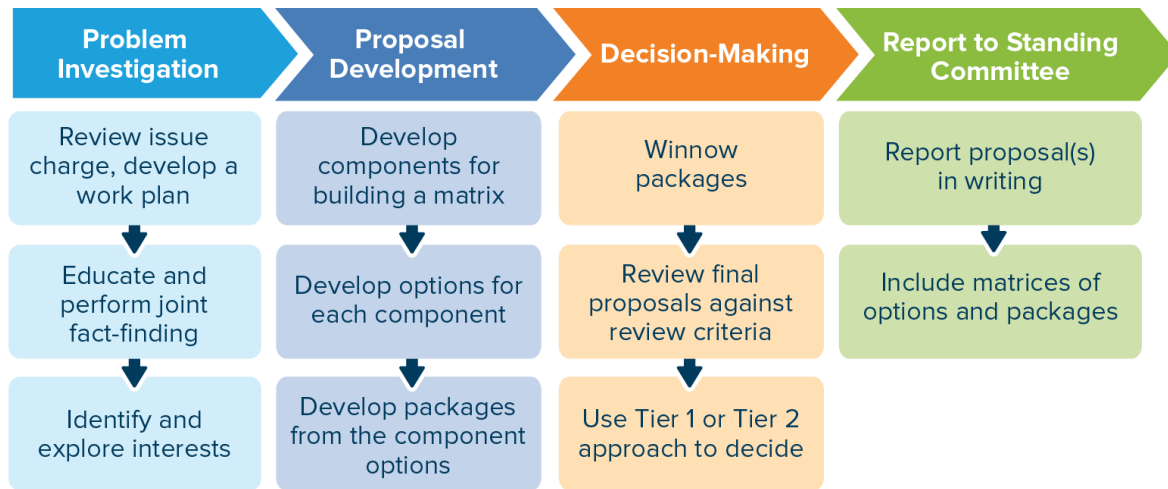 Problem
Investigation
Proposal
Development
Decision-Making
Report to Standing
Committee
Review issue
charge, develop a
work plan
Educate and
perform joint
fact-finding
Identify and
explore interests
Develop
components for
building a matrix
Develop options for
each component
Develop packages
from the component
options
Winnow
packages
Review final
proposals against
review criteria
Use Tier 1 or Tier 2
approach to decide
Report proposal(s)
in writing
Include matrices of
options and packages